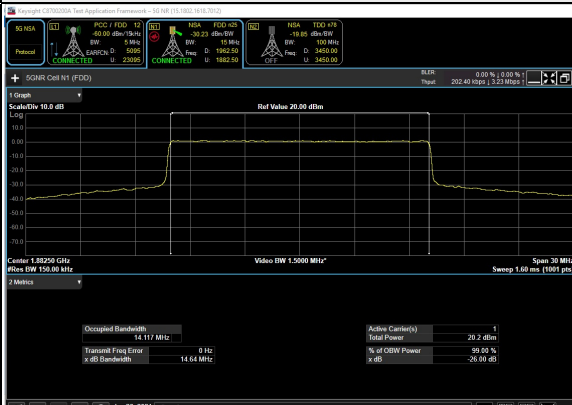 Keysight C8700200A Test Application Framework - 5G NR (15.1802.1618.7012)
5G NSA
Protocol
L1 PCC / FDD 12
-60.00 dBm/15kHz
BW: 5 MHz
EARFCN: D: 5095
CONNECTED U: 23095
N1 NSA FDD n25
-30.23 dBm/BW
BW: 15 MHz
Freq D: 1962.50
CONNECTED U: 1882.50
N2 NSA TDD n78
-19.85 dBm/BW
BW: 100 MHz
Freq D: 3450.00
OFF U: 3450.00
5GNR Cell N1 (FDD)
BLER: 0.00 % ↓ 0.00 % ↑
Thput: 202.40 kbps ↓ 3.23 Mbps ↑
1 Graph
Scale/Div 10.0 dB
Ref Value 20.00 dBm
Log
10.0
0.00
-10.0
-20.0
-30.0
-40.0
-50.0
-60.0
-70.0
Center 1.88250 GHz
Video BW 1.5000 MHz*
Span 30 MHz
#Res BW 150.00 kHz
Sweep 1.60 ms (1001 pts
2 Metrics
Occupied Bandwidth
14.117 MHz
Active Carrier(s) 1
Total Power 20.2 dBm
Transmit Freq Error 0 Hz
x dB Bandwidth 14.64 MHz
% of OBW Power 99.00 %
x dB -26.00 dB